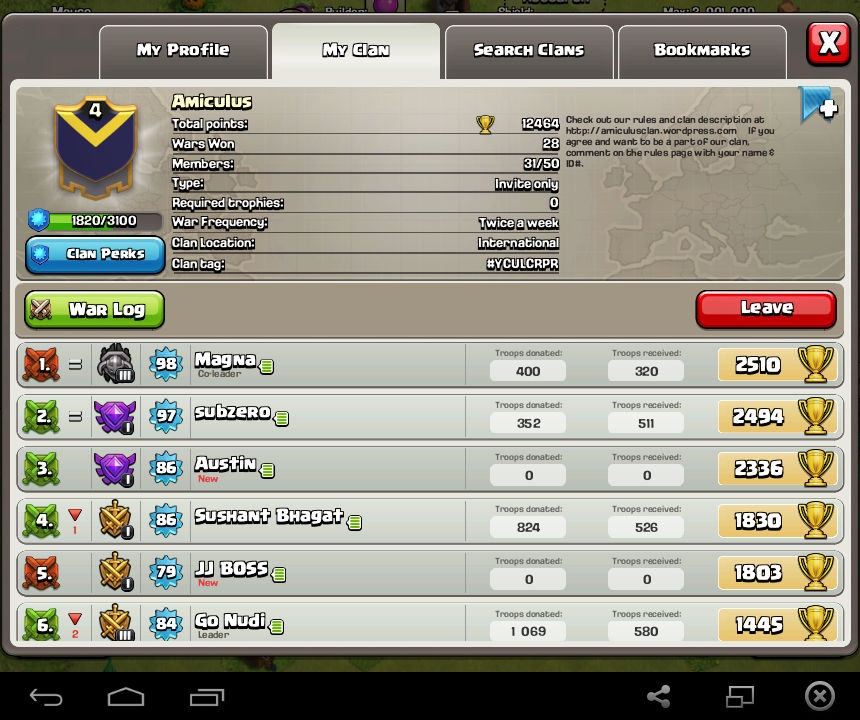 My Profile
My Clan
Search Clans
Bookmarks
X
4
Amiculus
Total points: 12464
Wars Won 28
Members: 31/50
Type: Invite only
Required trophies: 0
War Frequency: Twice a week
Clan Location: International
Clan tag: #YCULCRPR
Check out our rules and clan description at
http://amiculusclan.wordpress.com If you
agree and want to be a part of our clan,
comment on the rules page with your name &
ID#.
1820/3100
Clan Perks
War Log
Leave
1. = 98 Magna Troops donated: Troops received: 2510
Co-leader 400 320
2. = 97 subzero Troops donated: Troops received: 2494
352 511
3. 86 Austin Troops donated: Troops received: 2336
New 0 0
4. 1 86 Sushant Bhagat Troops donated: Troops received: 1830
824 526
5. 79 JJ BOSS Troops donated: Troops received: 1803
New 0 0
6. 2 84 Go Nudi Troops donated: Troops received: 1445
Leader 1 069 580